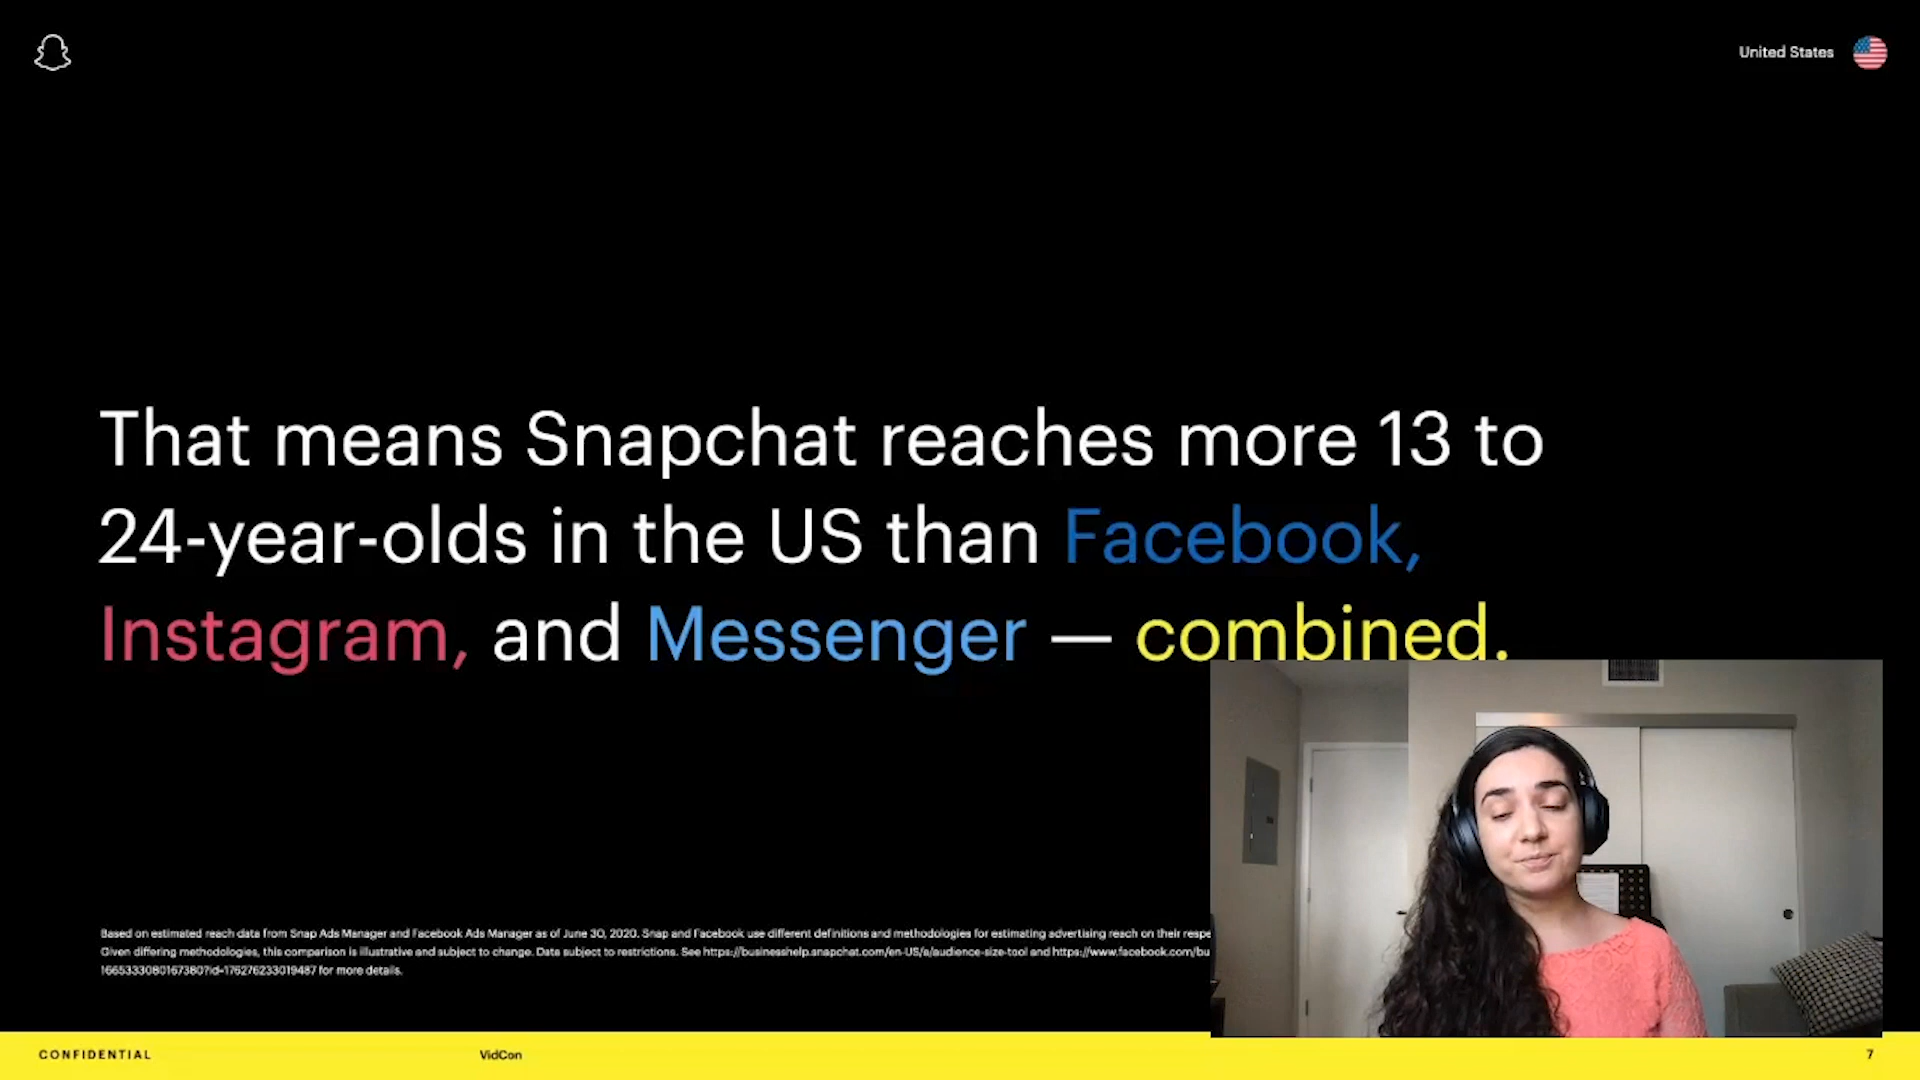 United States
That means Snapchat reaches more 13 to
24-year-olds in the US than Facebook,
Instagram, and Messenger — combined.
Based on estimated reach data from Snap Ads Manager and Facebook Ads Manager as of June 30, 2020. Snap and Facebook use different definitions and methodologies for estimating advertising reach on their
Given differing methodologies, this comparison is illustrative and subject to change. Data subject to restrictions. See https://businesshelp.snapchat.com/en-US/a/audience-size-tool and https://www.facebook.com/bu
1665333080167380?id=176276233019487 for more details.
CONFIDENTIAL
VidCon
7